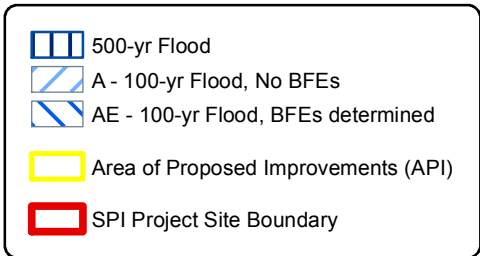 500-yr Flood
A - 100-yr Flood, No BFEs
AE - 100-yr Flood, BFEs determined
Area of Proposed Improvements (API)
SPI Project Site Boundary